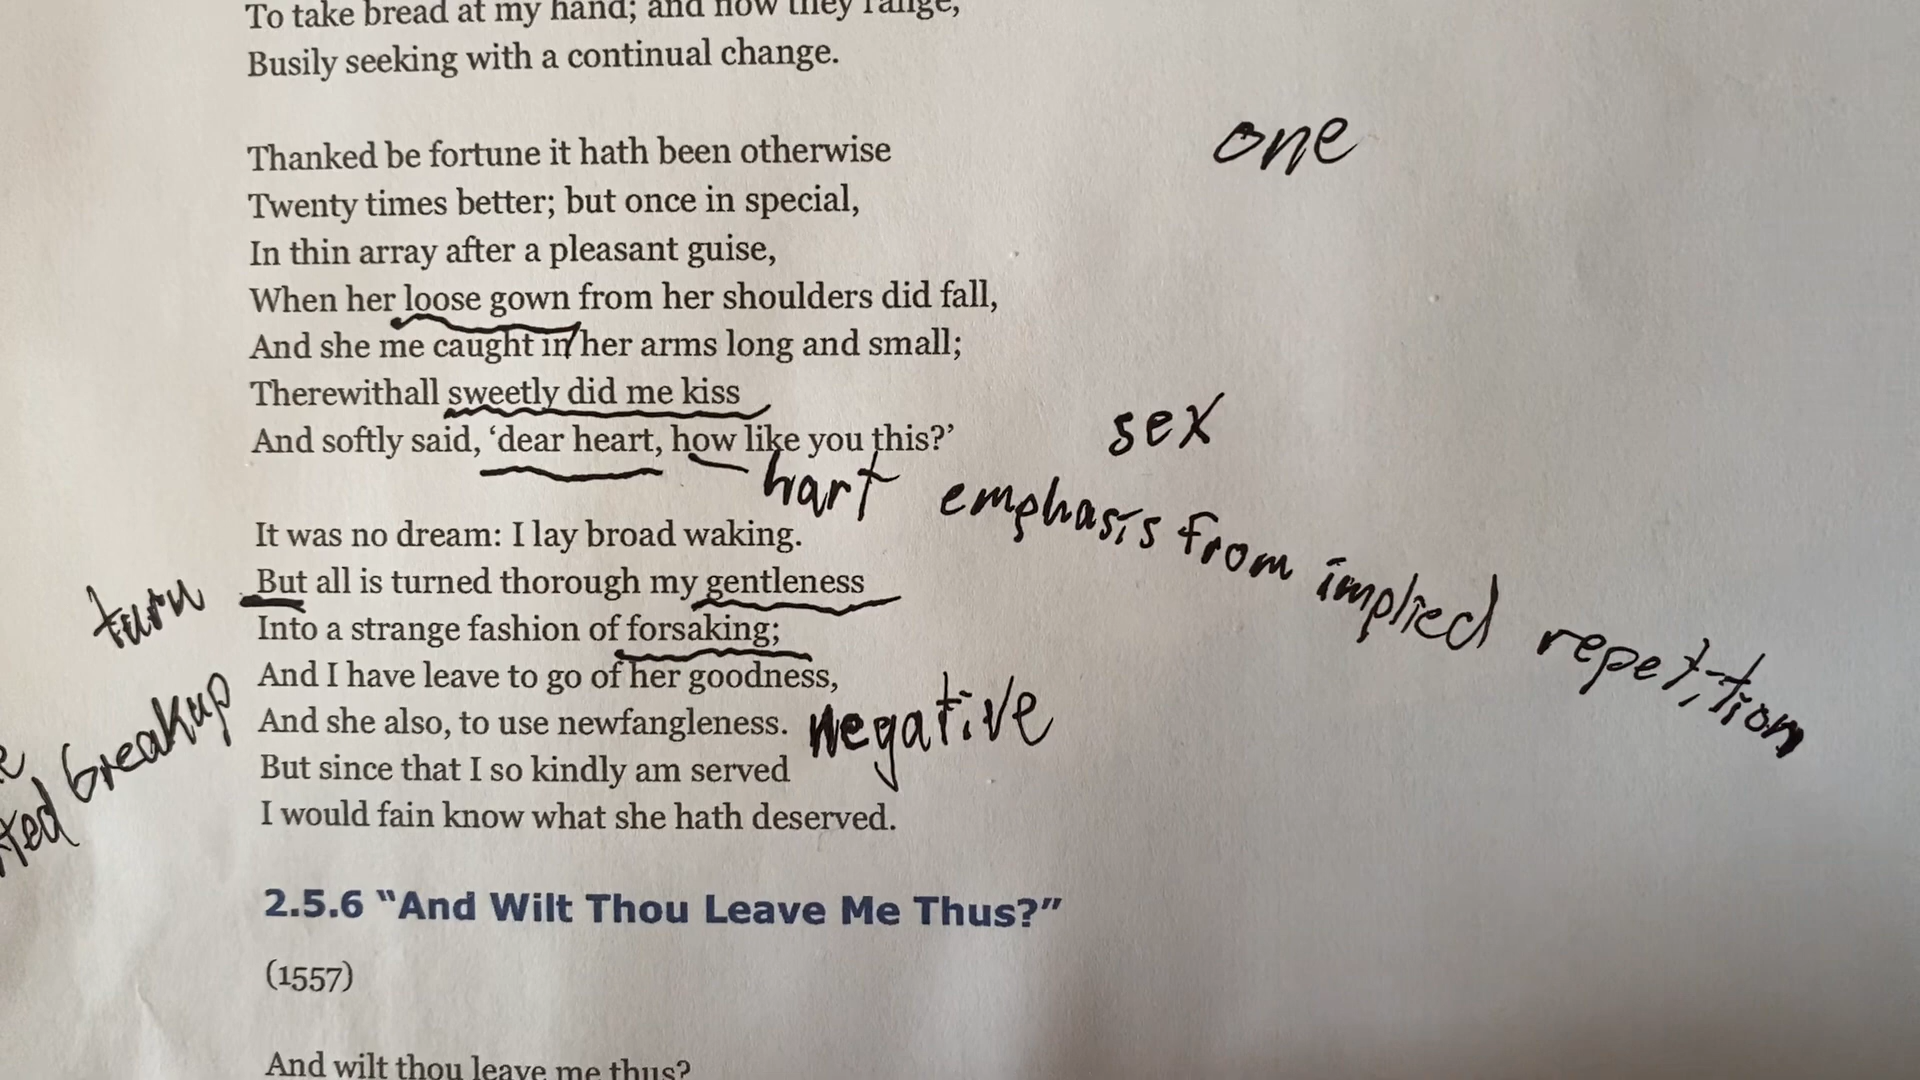 To take bread at my hand; and now they range,
Busily seeking with a continual change.
one
Thanked be fortune it hath been otherwise
Twenty times better; but once in special,
In thin array after a pleasant guise,
When her loose gown from her shoulders did fall,
And she me caught in her arms long and small;
Therewithall sweetly did me kiss
And softly said, ‘dear heart, how like you this?’
sex
hart emphasis from implied repetition
It was no dream: I lay broad waking.
turn
But all is turned thorough my gentleness
Into a strange fashion of forsaking;
And I have leave to go of her goodness,
And she also, to use newfangleness.
negative
breakup
But since that I so kindly am served
I would fain know what she hath deserved.
2.5.6 “And Wilt Thou Leave Me Thus?”
(1557)
And wilt thou leave me thus?